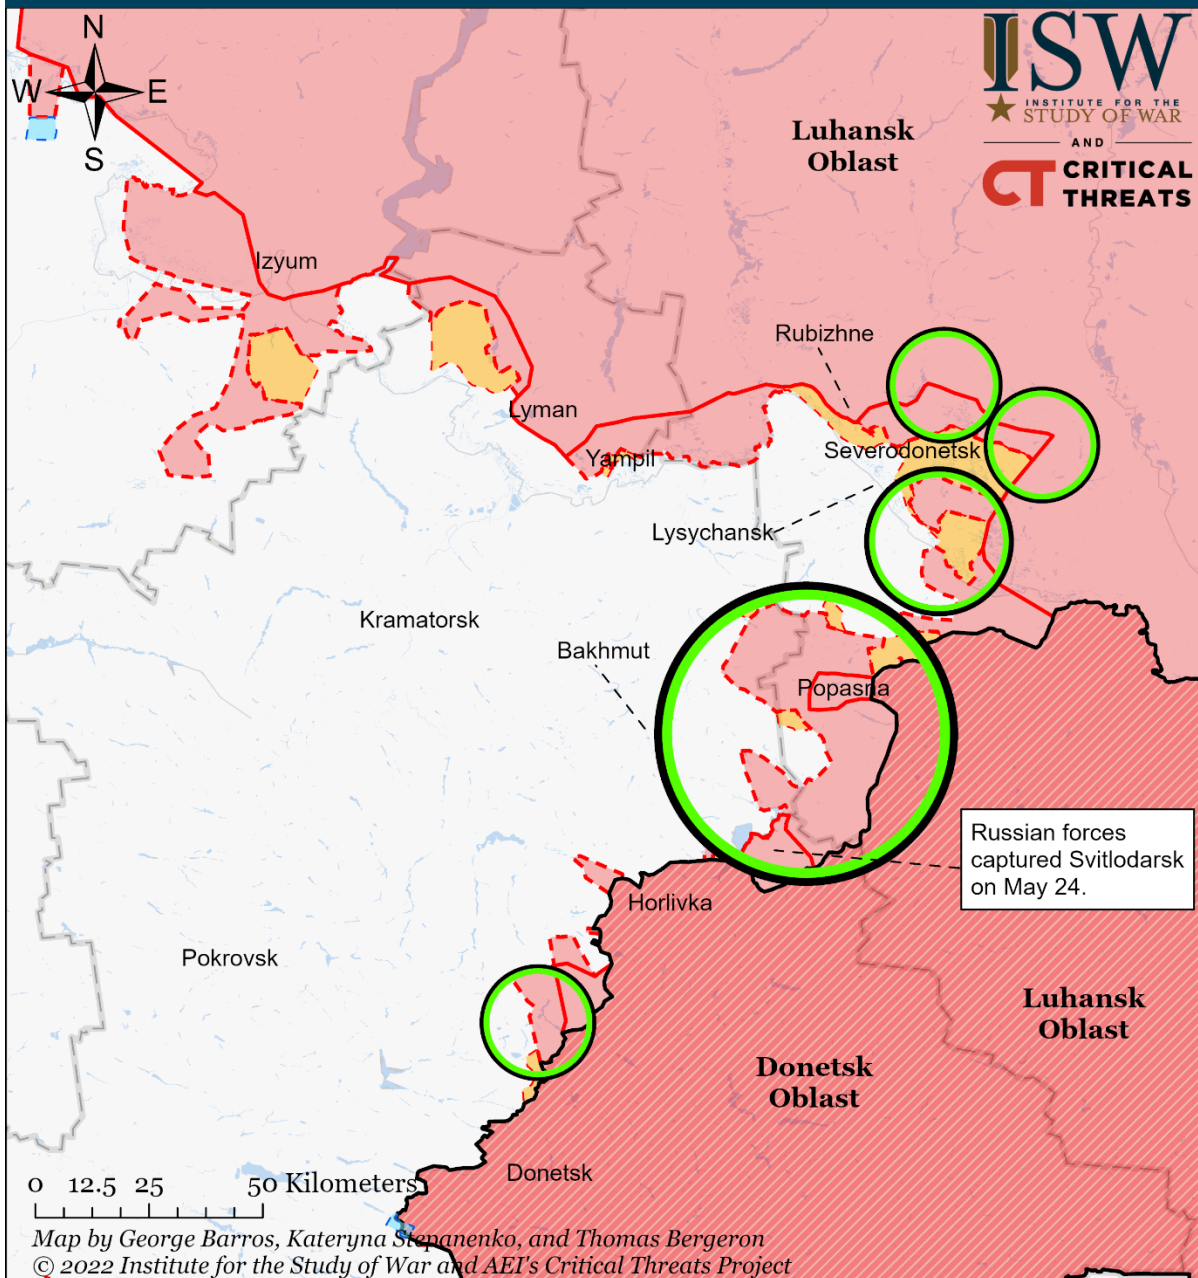 N
W
E
S
ISW
INSTITUTE FOR THE
STUDY OF WAR
AND
CT CRITICAL
THREATS
Luhansk
Oblast
Izyum
Rubizhne
Lyman
Severodonetsk
Yampil
Lysychansk
Kramatorsk
Bakhmut
Popasna
Russian forces
captured Svitlodarsk
on May 24.
Horlivka
Pokrovsk
Luhansk
Oblast
Donetsk
Oblast
Donetsk
0 12.5 25 50 Kilometers
Map by George Barros, Kateryna Stepanenko, and Thomas Bergeron
© 2022 Institute for the Study of War and AEI's Critical Threats Project